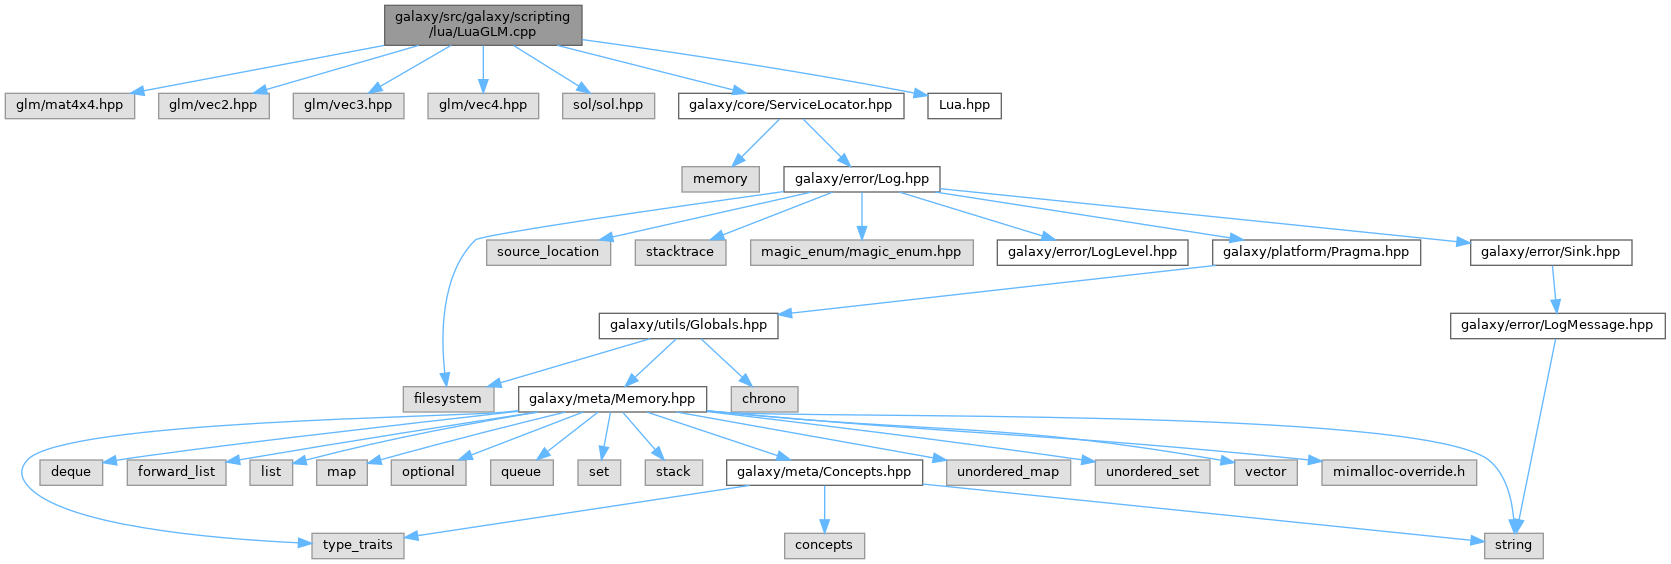 galaxy/src/galaxy/scripting
/lua/LuaGLM.cpp
glm/mat4x4.hpp
glm/vec2.hpp
glm/vec3.hpp
glm/vec4.hpp
sol/sol.hpp
galaxy/core/ServiceLocator.hpp
Lua.hpp
memory
galaxy/error/Log.hpp
source_location
stacktrace
magic_enum/magic_enum.hpp
galaxy/error/LogLevel.hpp
galaxy/platform/Pragma.hpp
galaxy/error/Sink.hpp
galaxy/utils/Globals.hpp
galaxy/error/LogMessage.hpp
filesystem
galaxy/meta/Memory.hpp
chrono
deque
forward_list
list
map
optional
queue
set
stack
galaxy/meta/Concepts.hpp
unordered_map
unordered_set
vector
mimalloc-override.h
type_traits
concepts
string